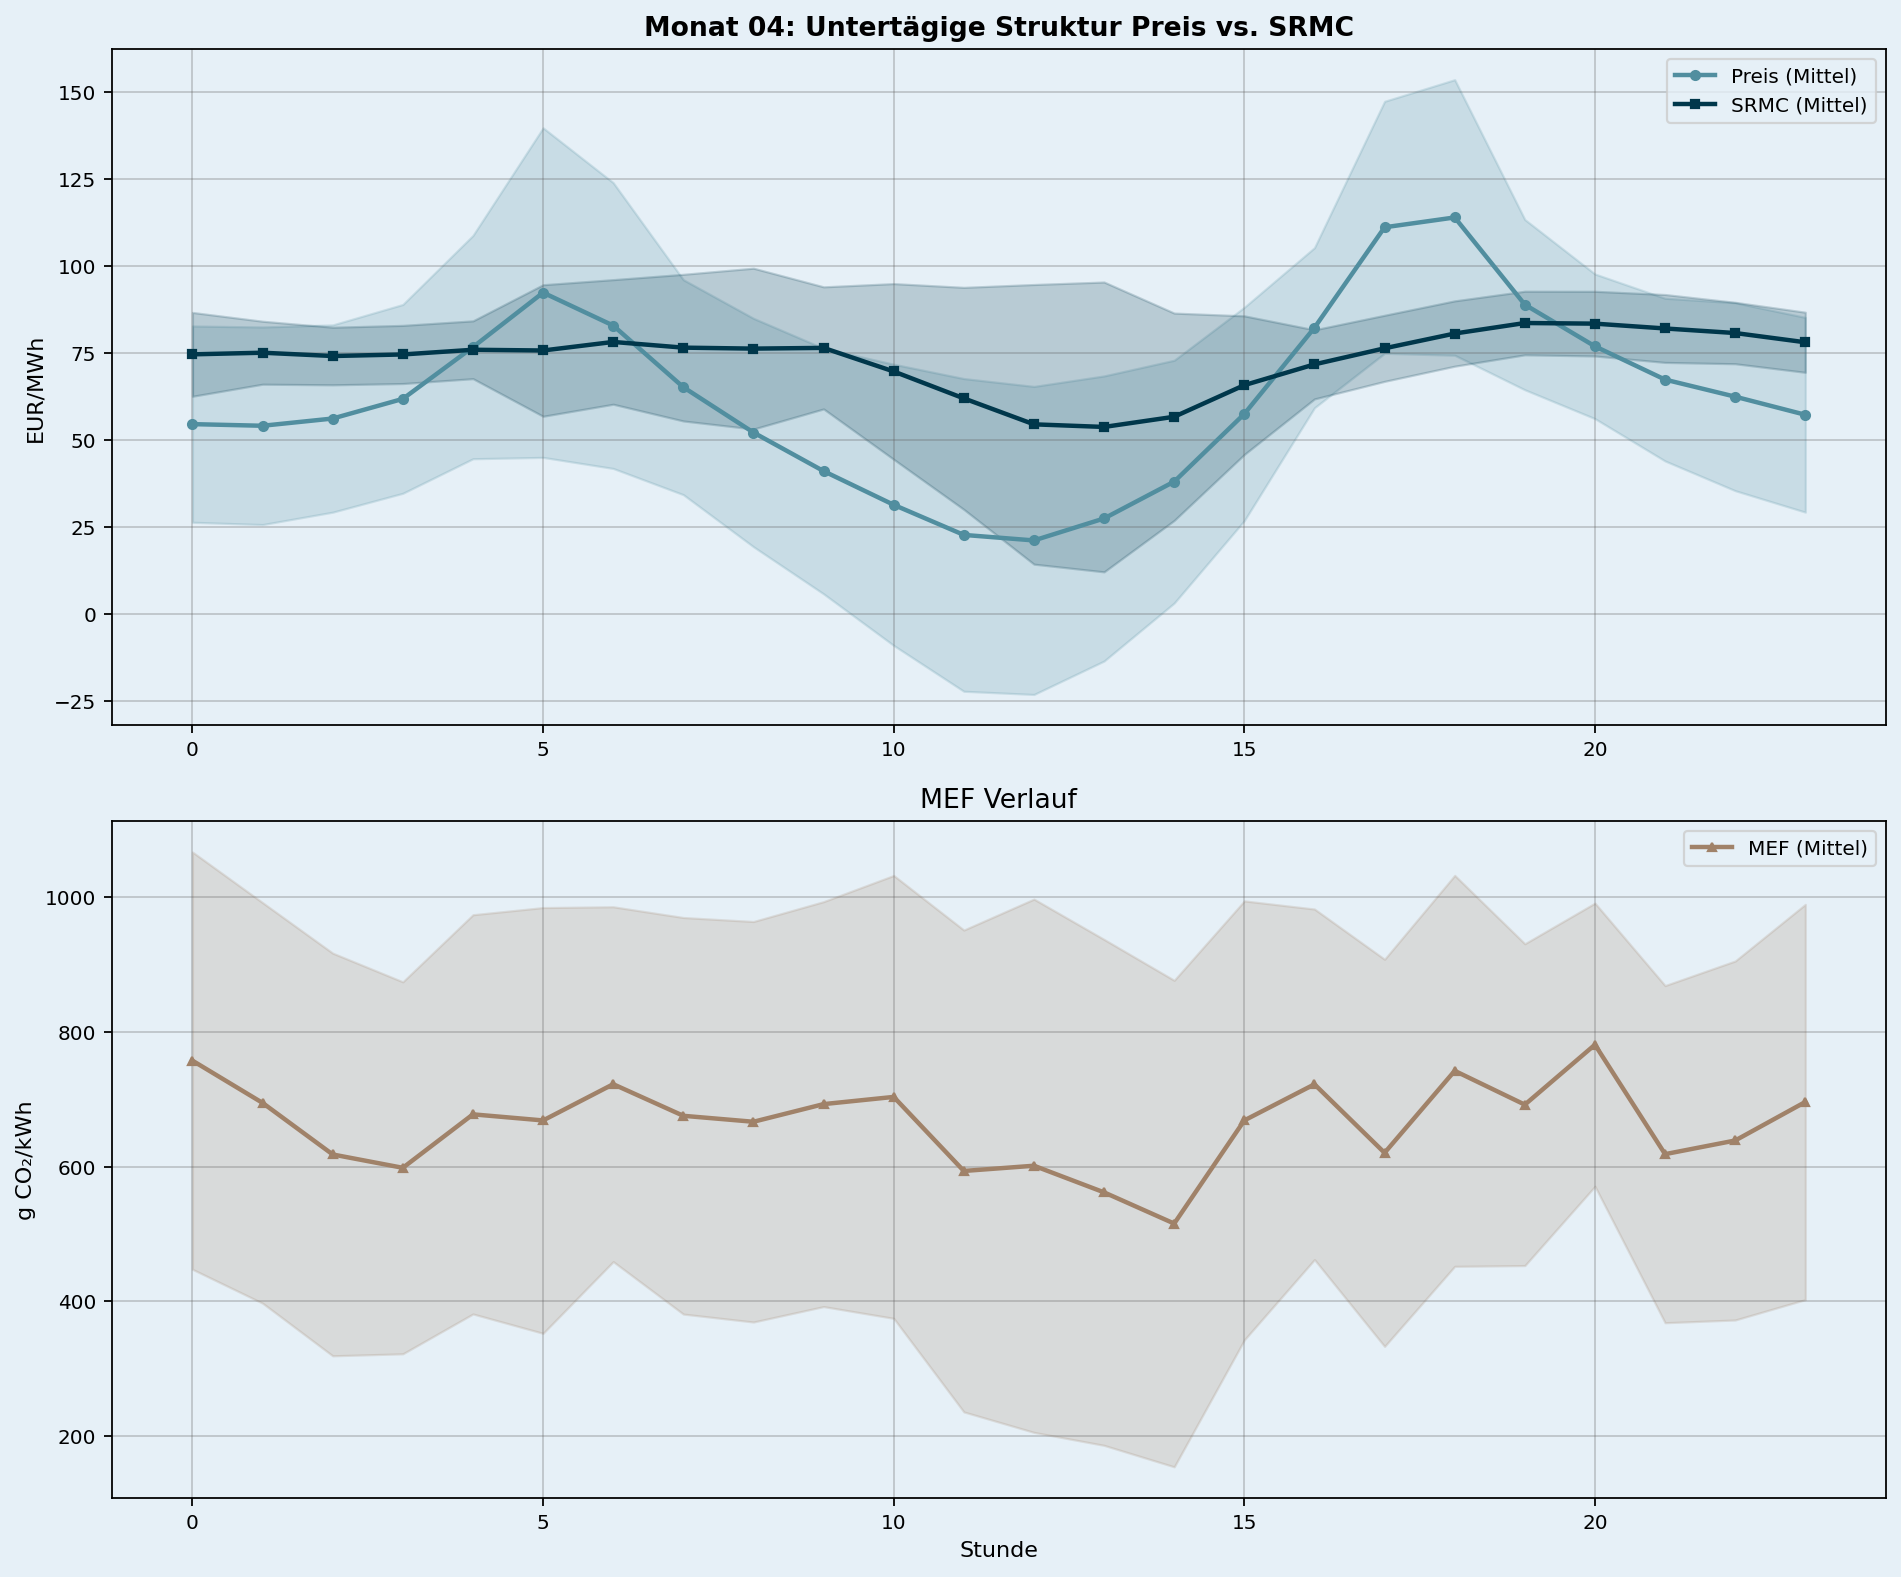 Monat 04: Untertägige Struktur Preis vs. SRMC
Preis (Mittel)
SRMC (Mittel)
EUR/MWh
150
125
100
75
50
25
0
−25
0 5 10 15 20
MEF Verlauf
MEF (Mittel)
g CO₂/kWh
1000
800
600
400
200
0 5 10 15 20
Stunde